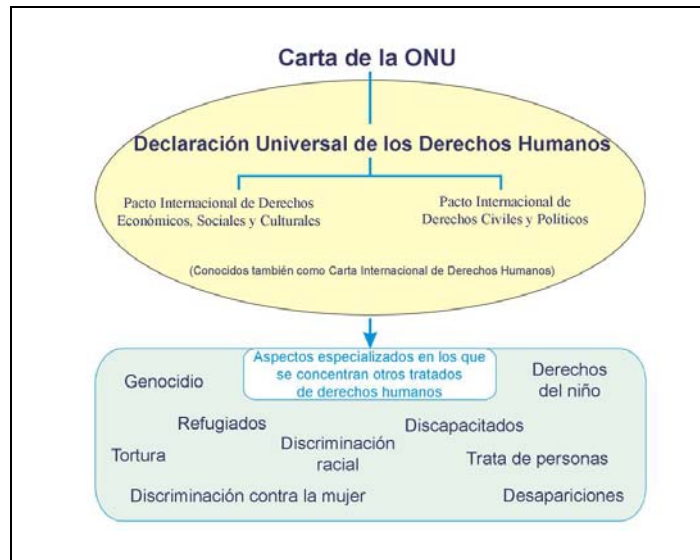 Carta de la ONU
Declaración Universal de los Derechos Humanos
Pacto Internacional de Derechos
Económicos, Sociales y Culturales
Pacto Internacional de
Derechos Civiles y Políticos
(Conocidos también como Carta Internacional de Derechos Humanos)
Aspectos especializados en los que
se concentran otros tratados
de derechos humanos
Genocidio
Derechos
del niño
Refugiados
Discapacitados
Tortura
Discriminación
racial
Trata de personas
Discriminación contra la mujer
Desapariciones